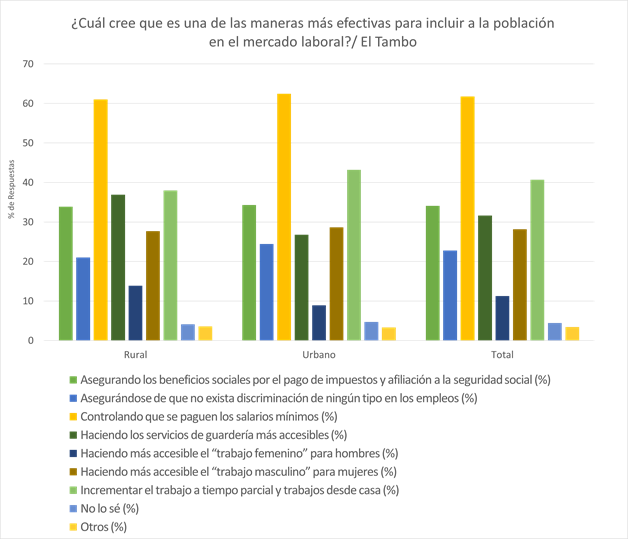 ¿Cuál cree que es una de las maneras más efectivas para incluir a la población
en el mercado laboral?/ El Tambo
% de Respuestas
70
60
50
40
30
20
10
0
Rural
Urbano
Total
Asegurando los beneficios sociales por el pago de impuestos y afiliación a la seguridad social (%)
Asegurándose de que no exista discriminación de ningún tipo en los empleos (%)
Controlando que se paguen los salarios mínimos (%)
Haciendo los servicios de guardería más accesibles (%)
Haciendo más accesible el “trabajo femenino” para hombres (%)
Haciendo más accesible el “trabajo masculino” para mujeres (%)
Incrementar el trabajo a tiempo parcial y trabajos desde casa (%)
No lo sé (%)
Otros (%)